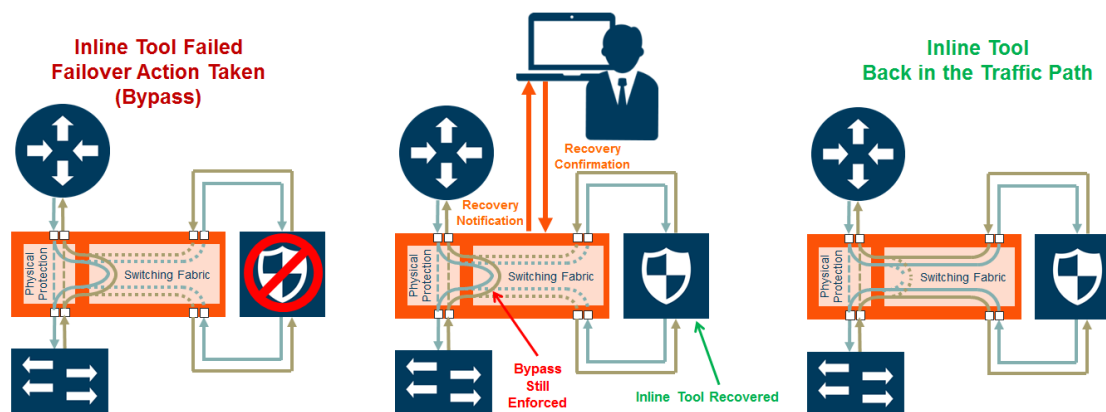 Inline Tool Failed
Failover Action Taken
(Bypass)
Physical
Protection
Switching Fabric
Recovery
Confirmation
Recovery
Notification
Physical
Protection
Switching Fabric
Bypass
Still
Enforced
Inline Tool Recovered
Inline Tool
Back in the Traffic Path
Physical
Protection
Switching Fabric